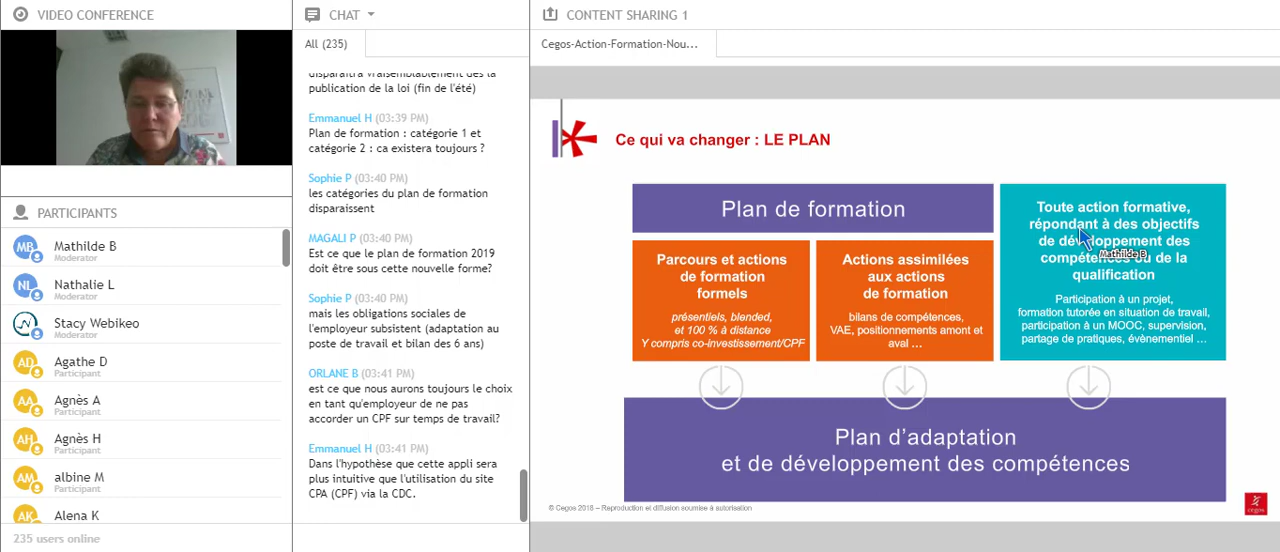 VIDEO CONFERENCE
PARTICIPANTS
MB
Mathilde B
Moderator
NL
Nathalie L
Moderator
Stacy Webikeo
Moderator
AD
Agathe D
Participant
AA
Agnès A
Participant
AH
Agnès H
Participant
AM
albine M
Participant
AK
Alena K
235 users online
CHAT
All (235)
disparaitra vraisemblablement dès la
publication de la loi (fin de l'été)
Emmanuel H (03:39 PM)
Plan de formation : catégorie 1 et
catégorie 2 : ca existera toujours ?
Sophie P (03:40 PM)
les catégories du plan de formation
disparaissent
MAGALI P (03:40 PM)
Est ce que le plan de formation 2019
doit être sous cette nouvelle forme?
Sophie P (03:40 PM)
mais les obligations sociales de
l'employeur subsistent (adaptation au
poste de travail et bilan des 6 ans)
ORLANE B (03:41 PM)
est ce que nous aurons toujours le choix
en tant qu'employeur de ne pas
accorder un CPF sur temps de travail?
Emmanuel H (03:41 PM)
Dans l'hypothèse que cette appli sera
plus intuitive que l'utilisation du site
CPA (CPF) via la CDC.
CONTENT SHARING 1
Cegos-Action-Formation-Nou...
Ce qui va changer : LE PLAN
Plan de formation
Parcours et actions
de formation
formels
présentiels, blended,
et 100 % à distance
Y compris co-investissement/CPF
Actions assimilées
aux actions
de formation
bilans de compétences,
VAE, positionnements amont et
aval ...
Toute action formative,
répondant à des objectifs
de développement des
compétences ou de la
Mathilde B
qualification
Participation à un projet,
formation tutorée en situation de travail,
participation à un MOOC, supervision,
partage de pratiques, évènementiel ...
Plan d'adaptation
et de développement des compétences
© Cegos 2018 – Reproduction et diffusion soumise à autorisation
cegos